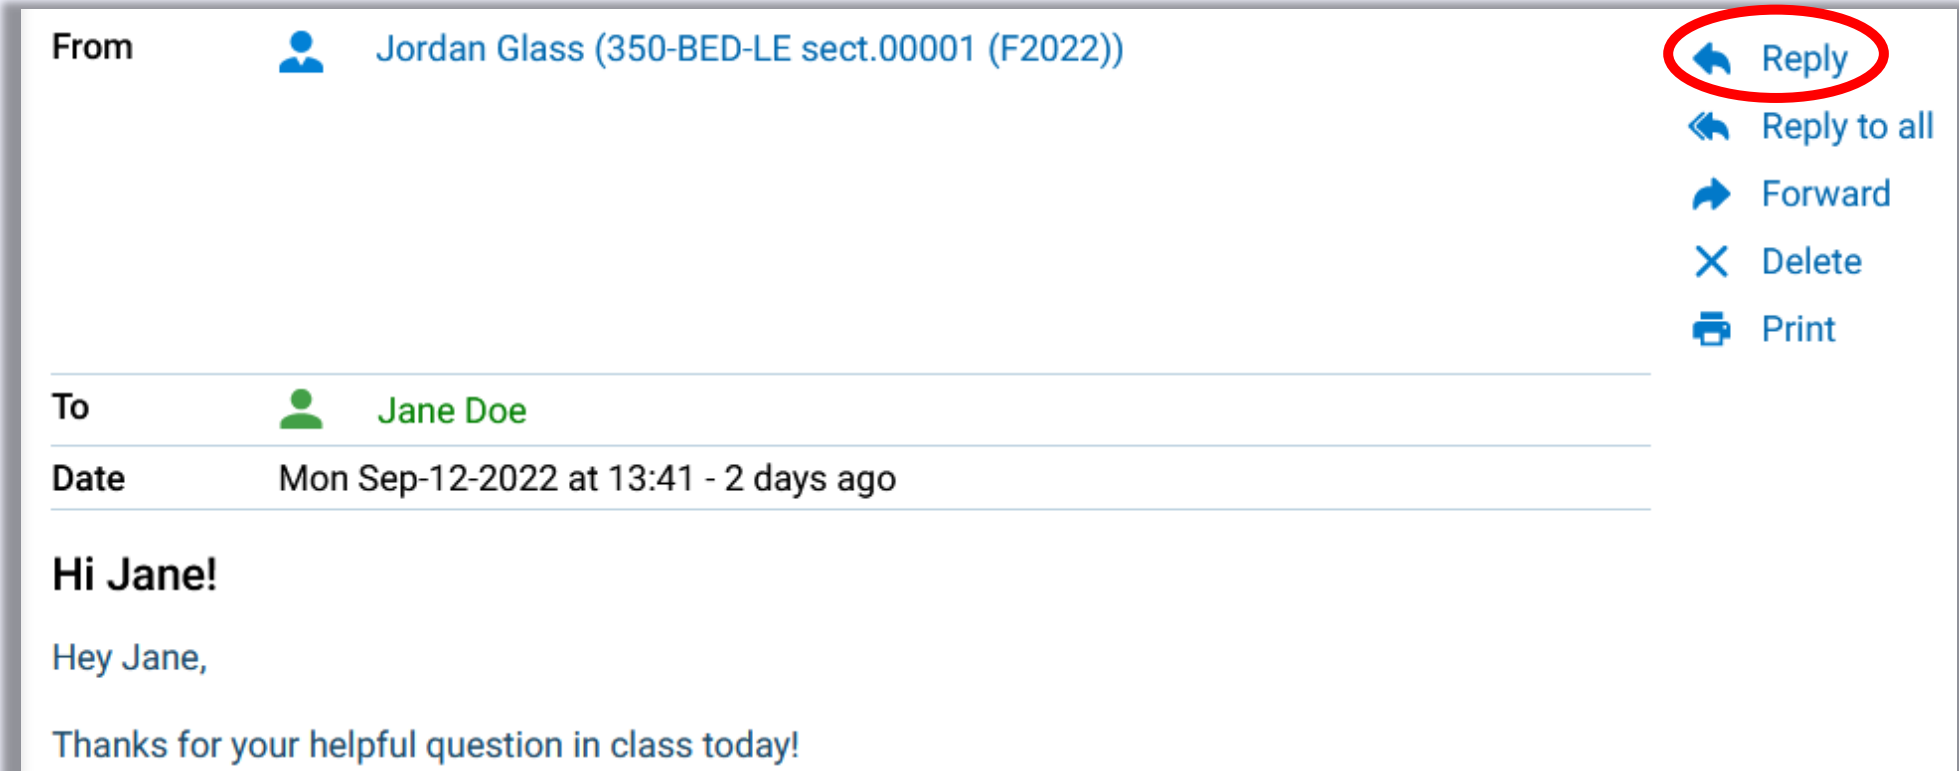 From Jordan Glass (350-BED-LE sect.00001 (F2022))
Reply
Reply to all
Forward
Delete
Print
To Jane Doe
Date Mon Sep-12-2022 at 13:41 - 2 days ago
Hi Jane!
Hey Jane,
Thanks for your helpful question in class today!